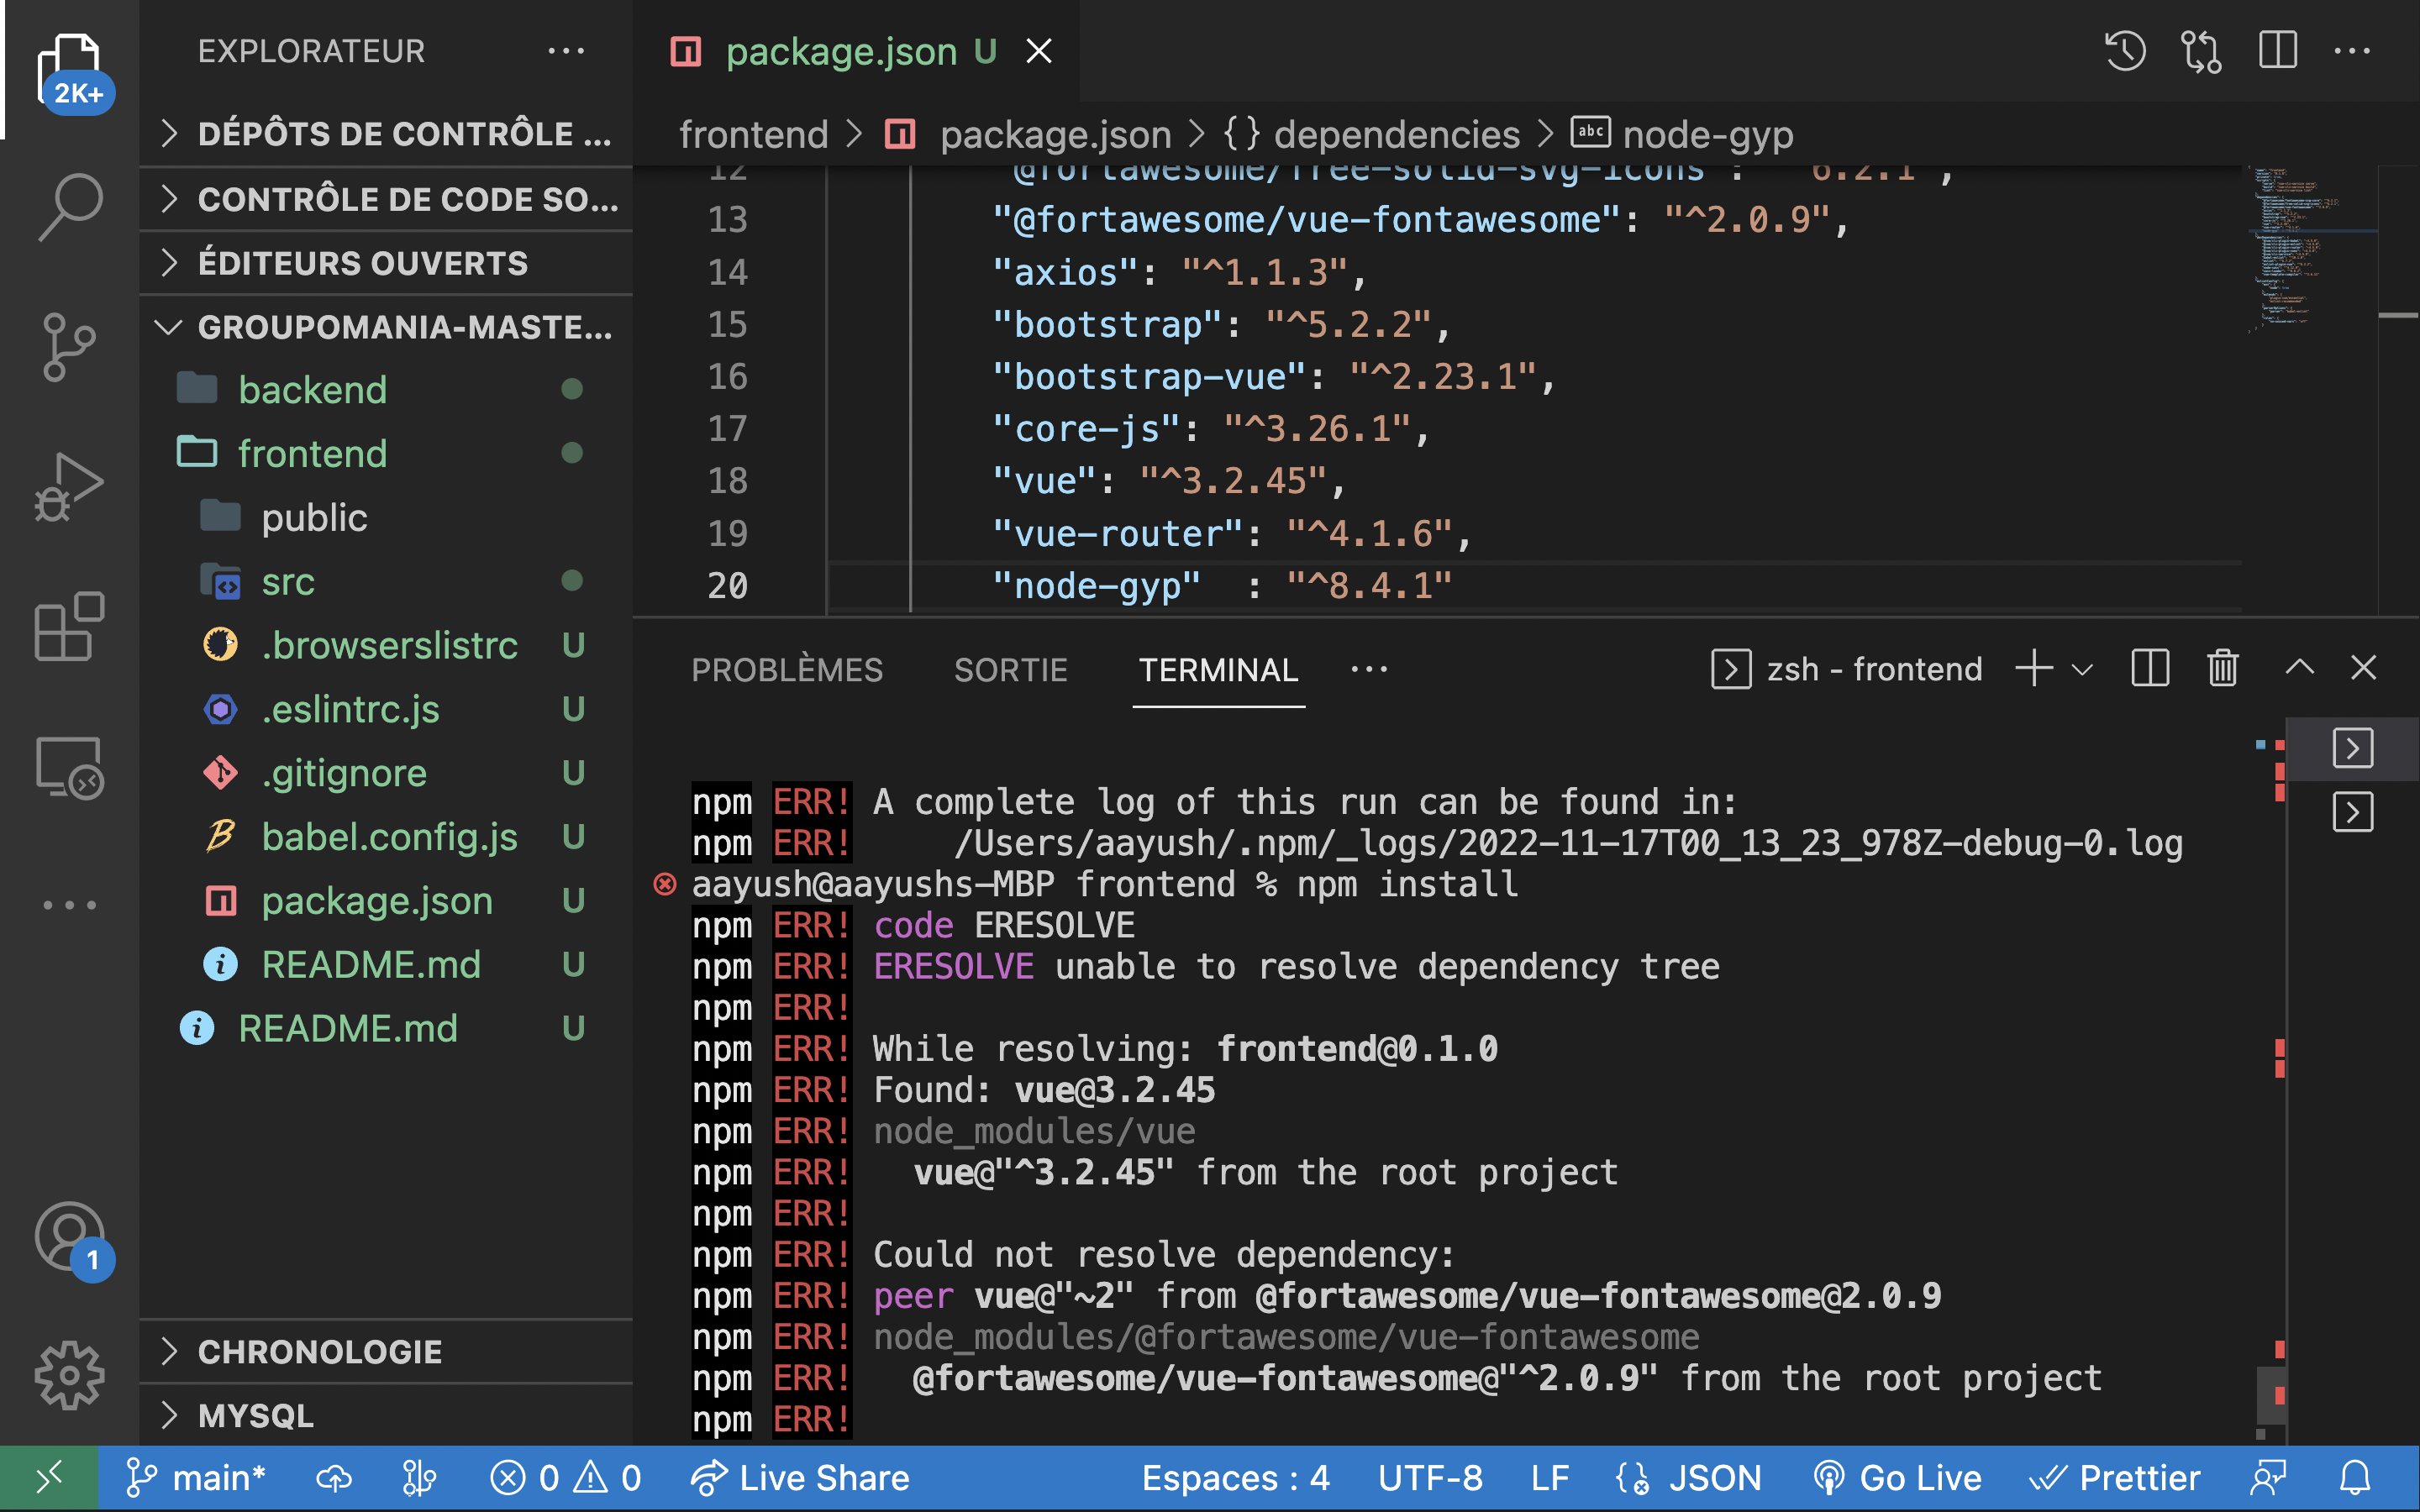 2K+
EXPLORATEUR
DÉPÔTS DE CONTRÔLE ...
CONTRÔLE DE CODE SO...
ÉDITEURS OUVERTS
GROUPOMANIA-MASTE...
backend
frontend
public
src
.browserslistrc U
.eslintrc.js U
.gitignore U
babel.config.js U
package.json U
README.md U
README.md U
CHRONOLOGIE
MYSQL
1
package.json U
frontend > package.json > {} dependencies > abc node-gyp
12 "@fortawesome/free-solid-svg-icons": "^6.2.1",
13 "@fortawesome/vue-fontawesome": "^2.0.9",
14 "axios": "^1.1.3",
15 "bootstrap": "^5.2.2",
16 "bootstrap-vue": "^2.23.1",
17 "core-js": "^3.26.1",
18 "vue": "^3.2.45",
19 "vue-router": "^4.1.6",
20 "node-gyp"  : "^8.4.1"
PROBLÈMES SORTIE TERMINAL ... zsh - frontend
npm ERR! A complete log of this run can be found in:
npm ERR!     /Users/aayush/.npm/_logs/2022-11-17T00_13_23_978Z-debug-0.log
aayush@aayushs-MBP frontend % npm install
npm ERR! code ERESOLVE
npm ERR! ERESOLVE unable to resolve dependency tree
npm ERR!
npm ERR! While resolving: frontend@0.1.0
npm ERR! Found: vue@3.2.45
npm ERR! node_modules/vue
npm ERR!   vue@"^3.2.45" from the root project
npm ERR!
npm ERR! Could not resolve dependency:
npm ERR! peer vue@"~2" from @fortawesome/vue-fontawesome@2.0.9
npm ERR! node_modules/@fortawesome/vue-fontawesome
npm ERR!   @fortawesome/vue-fontawesome@"^2.0.9" from the root project
npm ERR!
main* 0 0 Live Share Espaces : 4 UTF-8 LF JSON Go Live Prettier